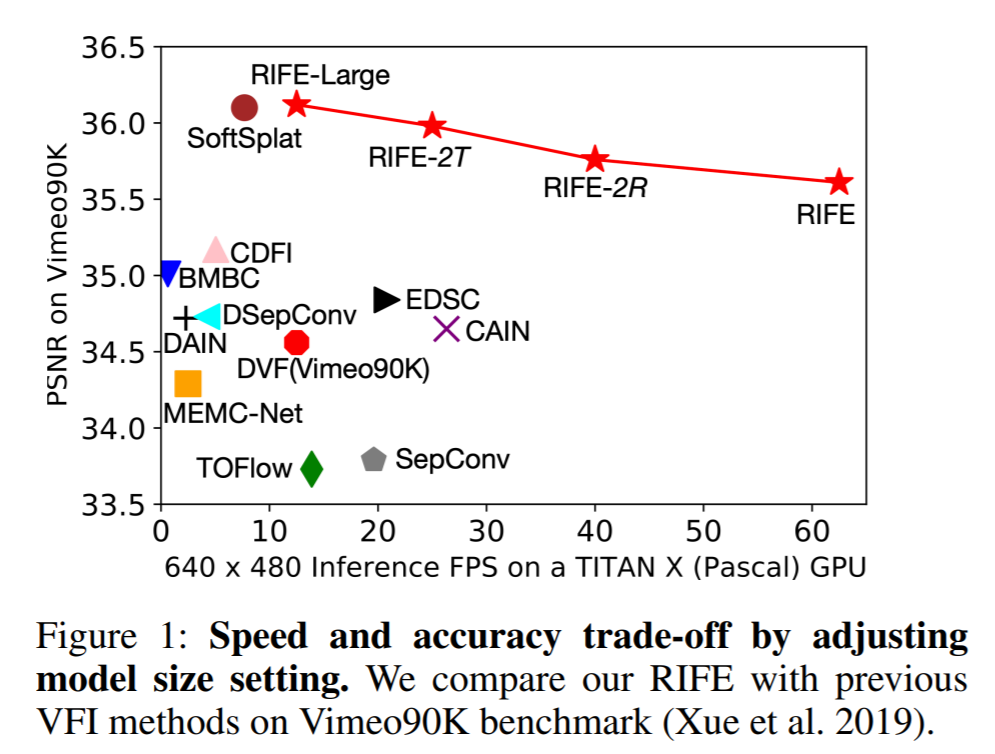 36.5
36.0
35.5
35.0
34.5
34.0
33.5
PSNR on Vimeo90K
RIFE-Large
SoftSplat
RIFE-2T
RIFE-2R
RIFE
CDFI
BMBC
EDSC
DSepConv
CAIN
DAIN
DVF(Vimeo90K)
MEMC-Net
SepConv
TOFlow
0 10 20 30 40 50 60
640 x 480 Inference FPS on a TITAN X (Pascal) GPU
Figure 1: Speed and accuracy trade-off by adjusting
model size setting. We compare our RIFE with previous
VFI methods on Vimeo90K benchmark (Xue et al. 2019).